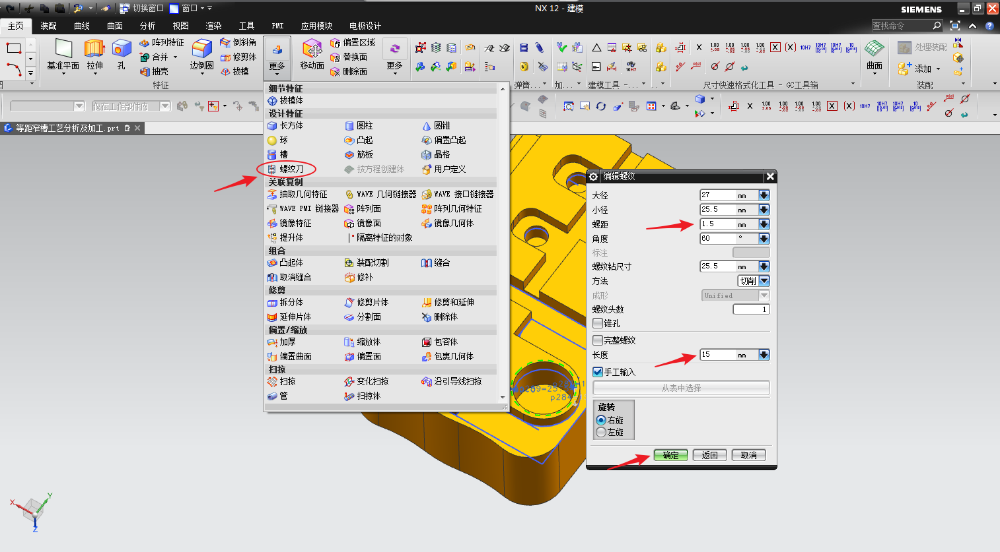 切换窗口 窗口
NX 12 - 建模
SIEMENS
主页 装配 曲线 曲面 分析 视图 渲染 工具 PMI 应用模块 电极设计
查找命令
基准平面 拉伸 孔
阵列特征
合并
抽壳
边倒圆
倒斜角
修剪体
拔模
特征
更多
移动面
偏置区域
替换面
删除面
更多
弹簧...
加...
建模工具 -...
尺寸快速格式化工具 - GC工具箱
曲面
处理装配
添加
装配
仅在工作部件内
等距窄槽工艺分析及加工.prt
细节特征
拔模体
设计特征
长方体 圆柱 圆锥
球 凸起 偏置凸起
槽 筋板 晶格
螺纹刀 按方程创建体 用户定义
关联复制
抽取几何特征 WAVE 几何链接器 WAVE 接口链接器
WAVE PMI 链接器 阵列面 阵列几何特征
镜像特征 镜像面 镜像几何体
提升体 隔离特征的对象
组合
凸起体 装配切割 缝合
取消缝合 修补
修剪
拆分体 修剪片体 修剪和延伸
延伸片体 分割面 删除体
偏置/缩放
加厚 缩放体 包容体
偏置曲面 偏置面 包裹几何体
扫掠
扫掠 变化扫掠 沿引导线扫掠
管 扫掠体
编辑螺纹
大径 27 mm
小径 25.5 mm
螺距 1.5 mm
角度 60 °
标注
螺纹钻尺寸 25.5 mm
方法 切削
成形 Unified
螺纹头数 1
锥孔
完整螺纹
长度 15 mm
手工输入
从表中选择
旋转
右旋
左旋
确定 返回 取消
p289=25.
p284
X Y Z